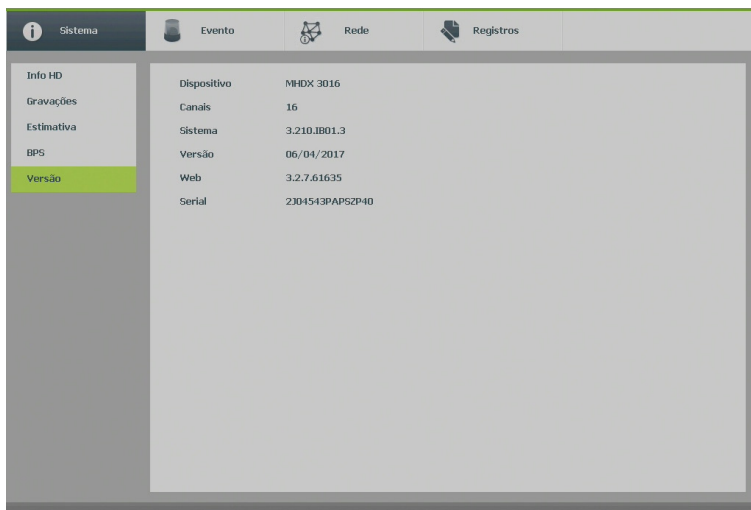 Sistema Evento Rede Registros
Info HD
Gravações
Estimativa
BPS
Versão
Dispositivo MHDX 3016
Canais 16
Sistema 3.210.IB01.3
Versão 06/04/2017
Web 3.2.7.61635
Serial 2J04543PAPSZP40